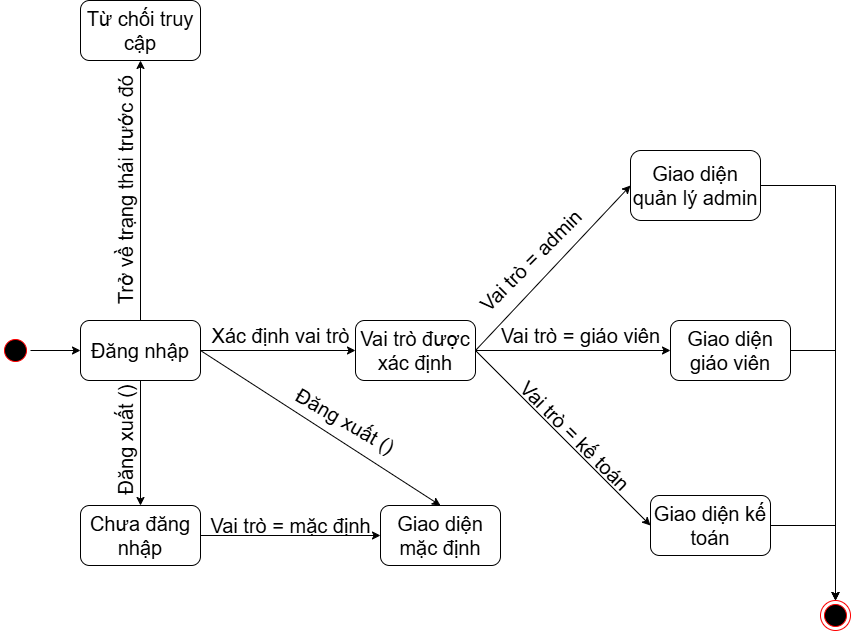 Từ chối truy
cập
Trở về trạng thái trước đó
Giao diện
quản lý admin
Vai trò = admin
Đăng nhập
Xác định vai trò
Vai trò được
xác định
Vai trò = giáo viên
Giao diện
giáo viên
Đăng xuất ()
Đăng xuất ()
Vai trò = kế toán
Chưa đăng
nhập
Vai trò = mặc định
Giao diện
mặc định
Giao diện kế
toán